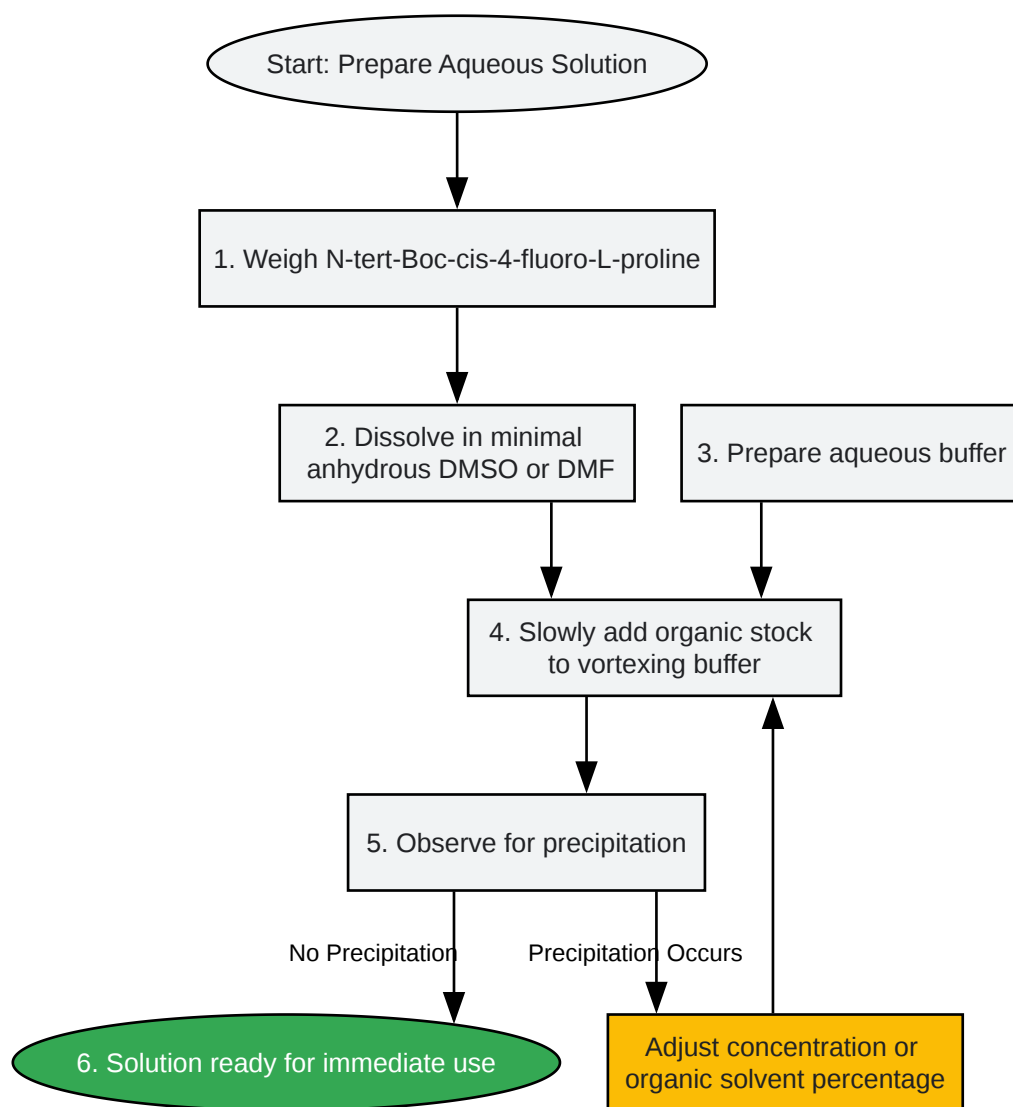 Start: Prepare Aqueous Solution
1. Weigh N-tert-Boc-cis-4-fluoro-L-proline
2. Dissolve in minimal
anhydrous DMSO or DMF
3. Prepare aqueous buffer
4. Slowly add organic stock
to vortexing buffer
5. Observe for precipitation
No Precipitation
Precipitation Occurs
6. Solution ready for immediate use
Adjust concentration or
organic solvent percentage